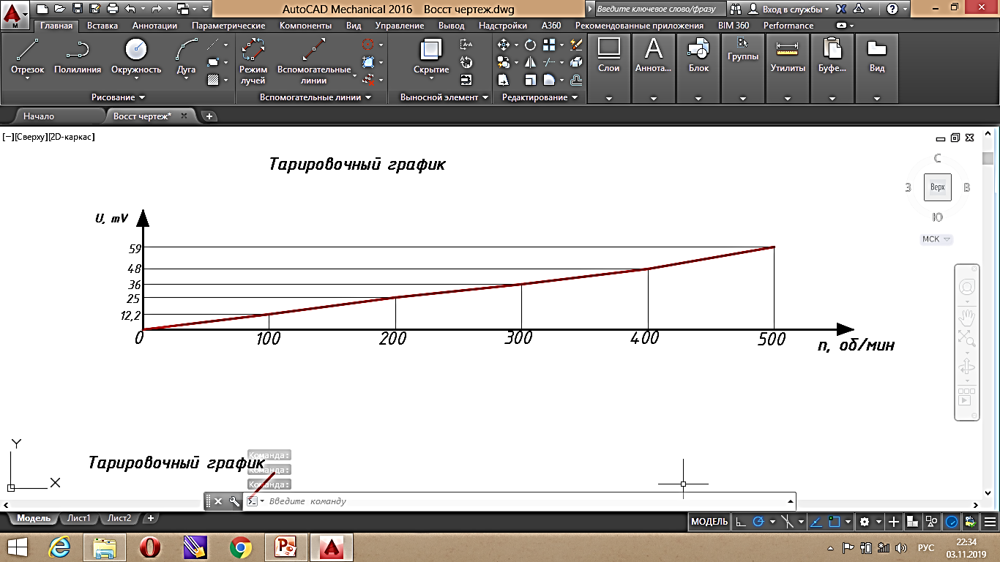 AutoCAD Mechanical 2016 Восст чертеж.dwg
Введите ключевое слово/фразу
Вход в службы
M
Главная Вставка Аннотации Параметрические Компоненты Вид Управление Вывод Надстройки A360 Рекомендованные приложения BIM 360 Performance
Отрезок Полилиния Окружность Дуга
Режим лучей
Вспомогательные линии
Скрытие
Слои Аннота... Блок Группы Утилиты Буфе... Вид
Рисование Вспомогательные линии Выносной элемент Редактирование
Начало Восст чертеж*
[−][Сверху][2D-каркас]
Тарировочный график
С
З Верх В
Ю
МСК
U, mV
59
48
36
25
12,2
0 100 200 300 400 500
n, об/мин
Y
X
Тарировочный график
Команда:
Команда:
Команда:
Введите команду
Модель Лист1 Лист2 +
МОДЕЛЬ
РУС
22:34
03.11.2019